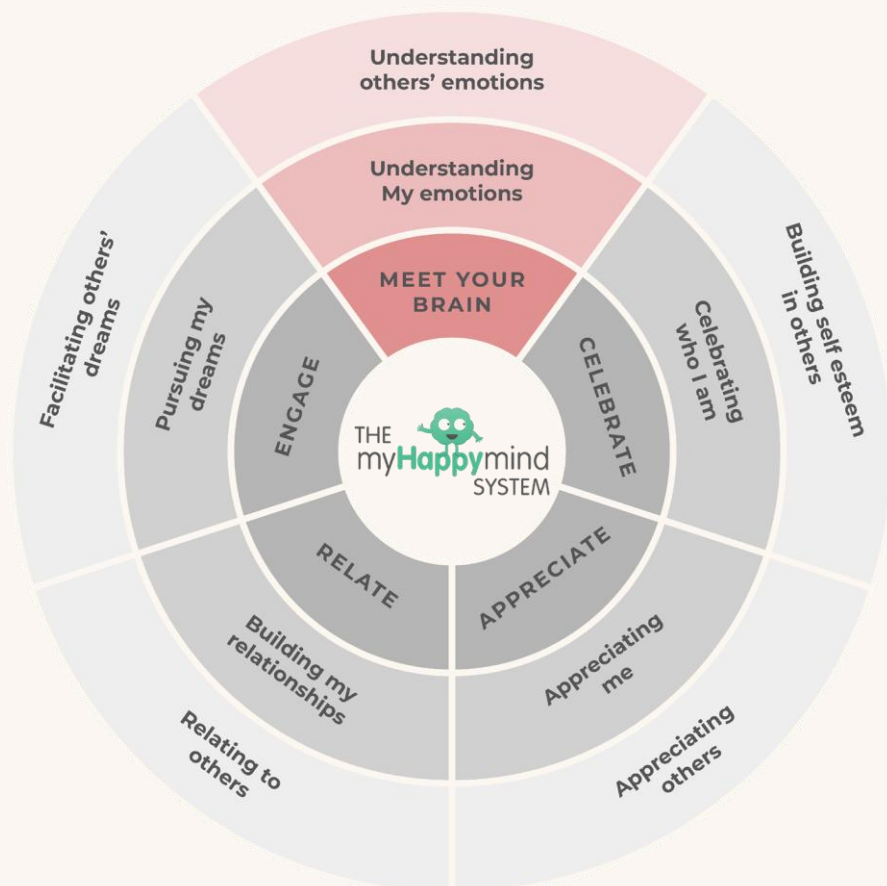 Understanding
others' emotions
Understanding
My emotions
MEET YOUR
BRAIN
Building self esteem
in others
Celebrating
who I am
CELEBRATE
Appreciating
others
Appreciating
me
APPRECIATE
Relating to
others
Building my
relationships
RELATE
Facilitating others'
dreams
Pursuing my
dreams
ENGAGE
THE
myHappymind
SYSTEM